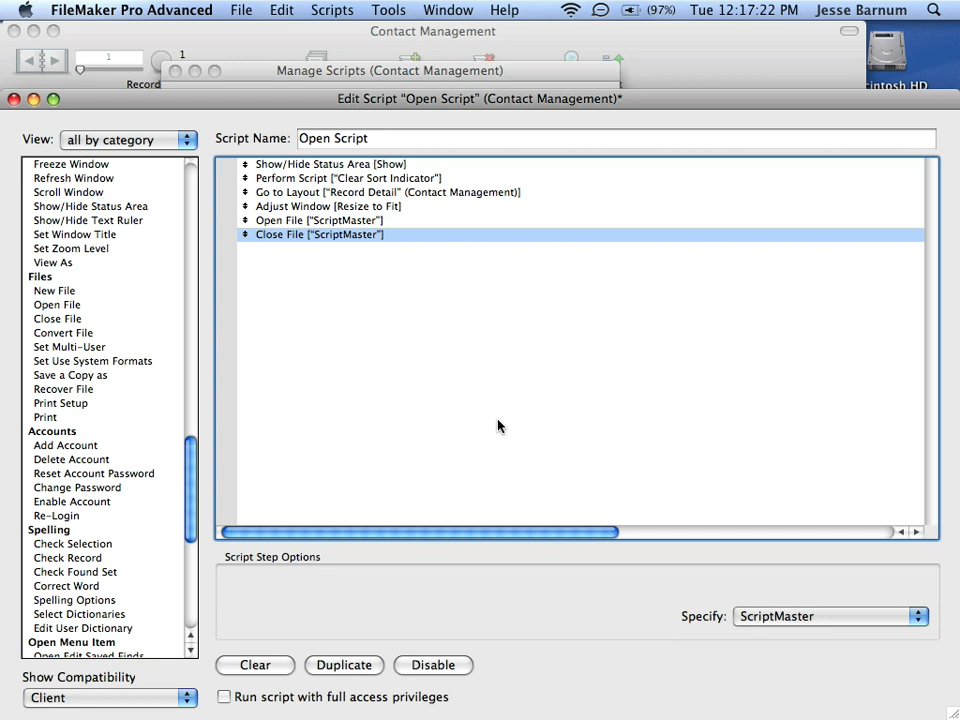 FileMaker Pro Advanced File Edit Scripts Tools Window Help (97%) Tue 12:17:22 PM Jesse Barnum
Contact Management
1
1
Record
Manage Scripts (Contact Management)
Edit Script “Open Script” (Contact Management)*
View: all by category
Script Name: Open Script
Freeze Window
Refresh Window
Scroll Window
Show/Hide Status Area
Show/Hide Text Ruler
Set Window Title
Set Zoom Level
View As
Files
New File
Open File
Close File
Convert File
Set Multi-User
Set Use System Formats
Save a Copy as
Recover File
Print Setup
Print
Accounts
Add Account
Delete Account
Reset Account Password
Change Password
Enable Account
Re-Login
Spelling
Check Selection
Check Record
Check Found Set
Correct Word
Spelling Options
Select Dictionaries
Edit User Dictionary
Open Menu Item
Open Edit Saved Finds
Show/Hide Status Area [Show]
Perform Script [“Clear Sort Indicator”]
Go to Layout [“Record Detail” (Contact Management)]
Adjust Window [Resize to Fit]
Open File [“ScriptMaster”]
Close File [“ScriptMaster”]
Script Step Options
Specify: ScriptMaster
Clear Duplicate Disable
Show Compatibility
Client
Run script with full access privileges